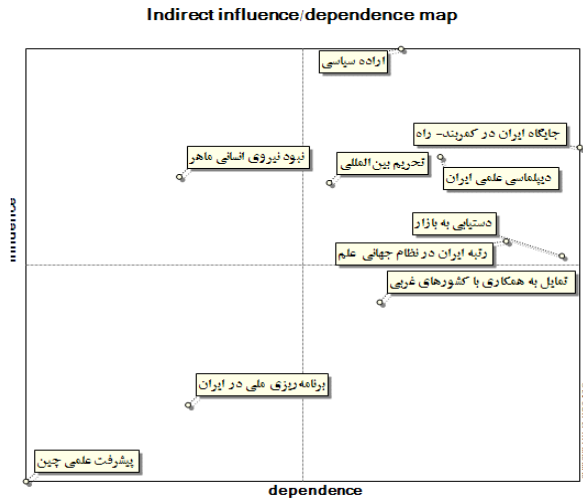 Indirect influence/dependence map
اراده سیاسی
جایگاه ایران در کمربند- راه
نبود نیروی انسانی ماهر
تحریم بین‌المللی
دیپلماسی علمی ایران
influence
دستیابی به بازار
رتبه ایران در نظام جهانی علم
تمایل به همکاری با کشورهای غربی
برنامه‌ریزی ملی در ایران
پیشرفت علمی چین
dependence